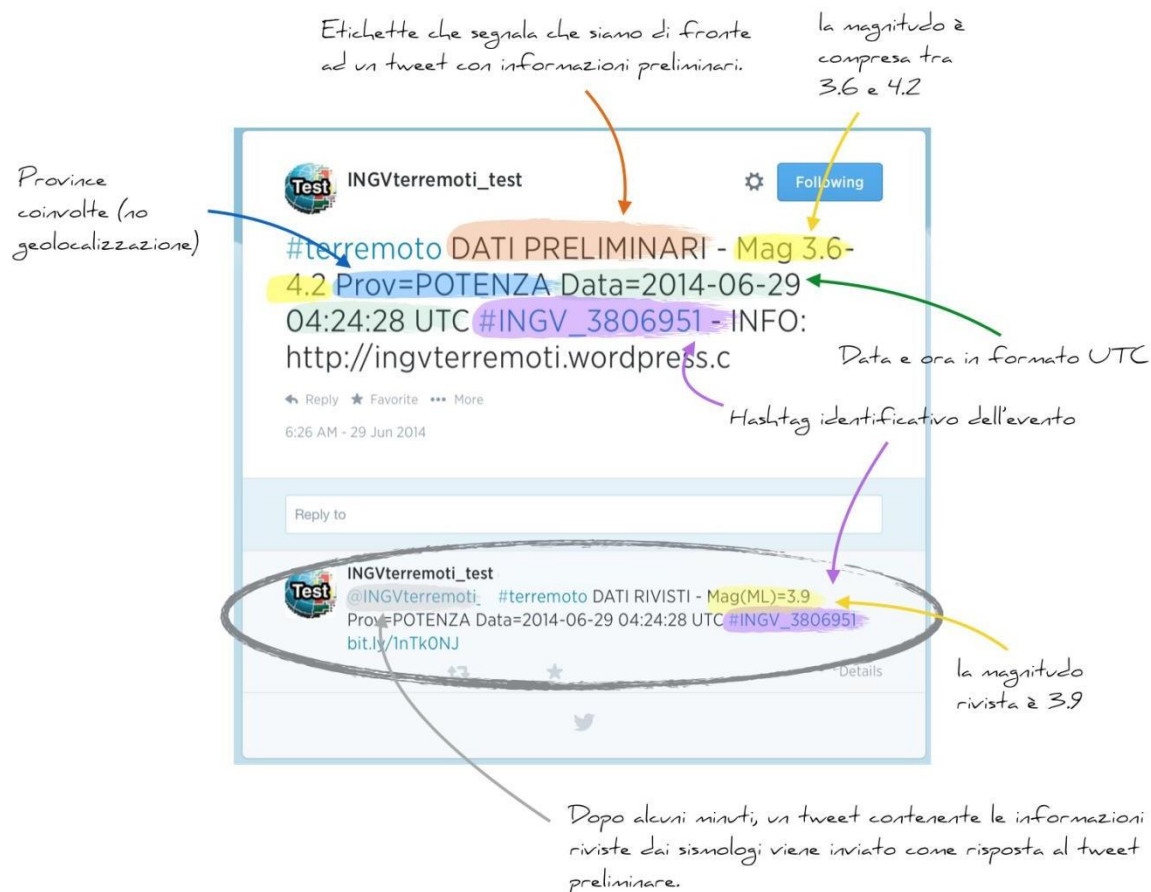 Etichette che segnala che siamo di fronte
ad un tweet con informazioni preliminari.
la magnitudo è
compresa tra
3.6 e 4.2
Province
coinvolte (no
geolocalizzazione)
Test
INGVterremoti_test
Following
#terremoto DATI PRELIMINARI - Mag 3.6-
4.2 Prov=POTENZA Data=2014-06-29
04:24:28 UTC #INGV_3806951 - INFO:
http://ingvterremoti.wordpress.c
Reply Favorite More
6:26 AM - 29 Jun 2014
Data e ora in formato UTC
Hashtag identificativo dell'evento
Reply to
Test
INGVterremoti_test
@INGVterremoti_ #terremoto DATI RIVISTI - Mag(ML)=3.9
Prov=POTENZA Data=2014-06-29 04:24:28 UTC #INGV_3806951
bit.ly/1nTk0NJ
Details
la magnitudo
rivista è 3.9
Dopo alcuni minuti, un tweet contenente le informazioni
riviste dai sismologi viene inviato come risposta al tweet
preliminare.